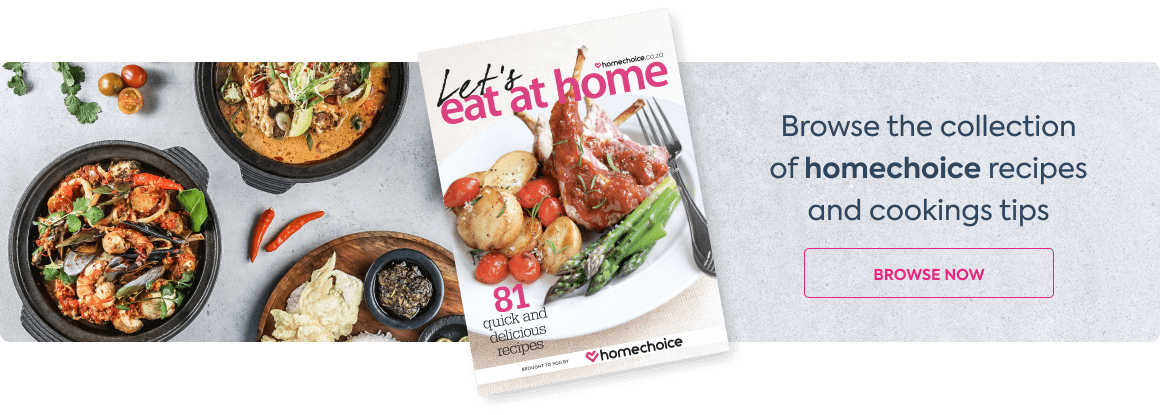 homechoice.co.za
Let's
eat at home
81
quick and
delicious
recipes
BROUGHT TO YOU BY homechoice
Browse the collection
of homechoice recipes
and cookings tips
BROWSE NOW